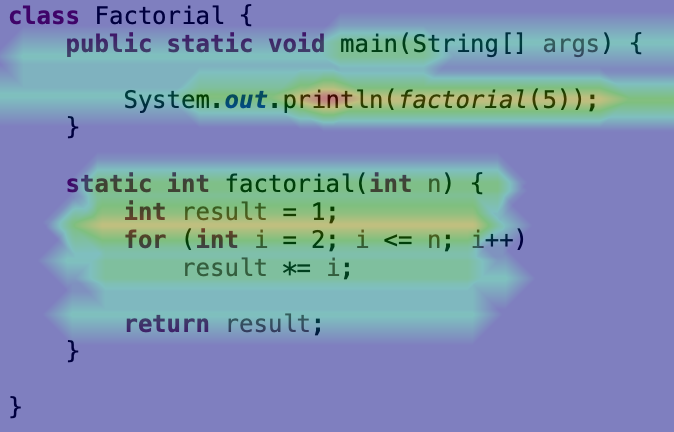 class Factorial {
    public static void main(String[] args) {

        System.out.println(factorial(5));
    }

    static int factorial(int n) {
        int result = 1;
        for (int i = 2; i <= n; i++)
            result *= i;

        return result;
    }

}